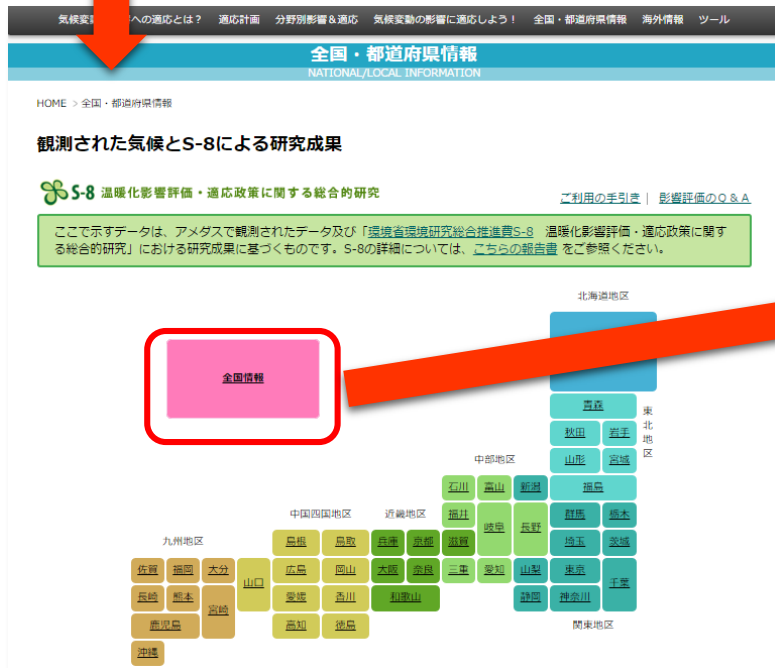 気候変 への適応とは? 適応計画 分野別影響&適応 気候変動の影響に適応しよう! 全国・都道府県情報 海外情報 ツール
全国・都道府県情報
NATIONAL/LOCAL INFORMATION
HOME > 全国・都道府県情報
観測された気候とS-8による研究成果
S-8 温暖化影響評価・適応政策に関する総合的研究
ご利用の手引き | 影響評価のQ&A
ここで示すデータは、アメダスで観測されたデータ及び「環境省環境研究総合推進費S-8 温暖化影響評価・適応政策に関す
る総合的研究」における研究成果に基づくものです。S-8の詳細については、こちらの報告書 をご参照ください。
北海道地区
全国情報
青森
東北地区
秋田 岩手
山形 宮城
中部地区
石川 富山 新潟 福島
中国四国地区 近畿地区 福井 岐阜 長野 群馬 栃木
九州地区
島根 鳥取 兵庫 京都 滋賀 埼玉 茨城
佐賀 福岡 大分 山口 広島 岡山 大阪 奈良 三重 愛知 山梨 東京 千葉
長崎 熊本 宮崎 愛媛 香川 和歌山 静岡 神奈川
鹿児島 高知 徳島 関東地区
沖縄